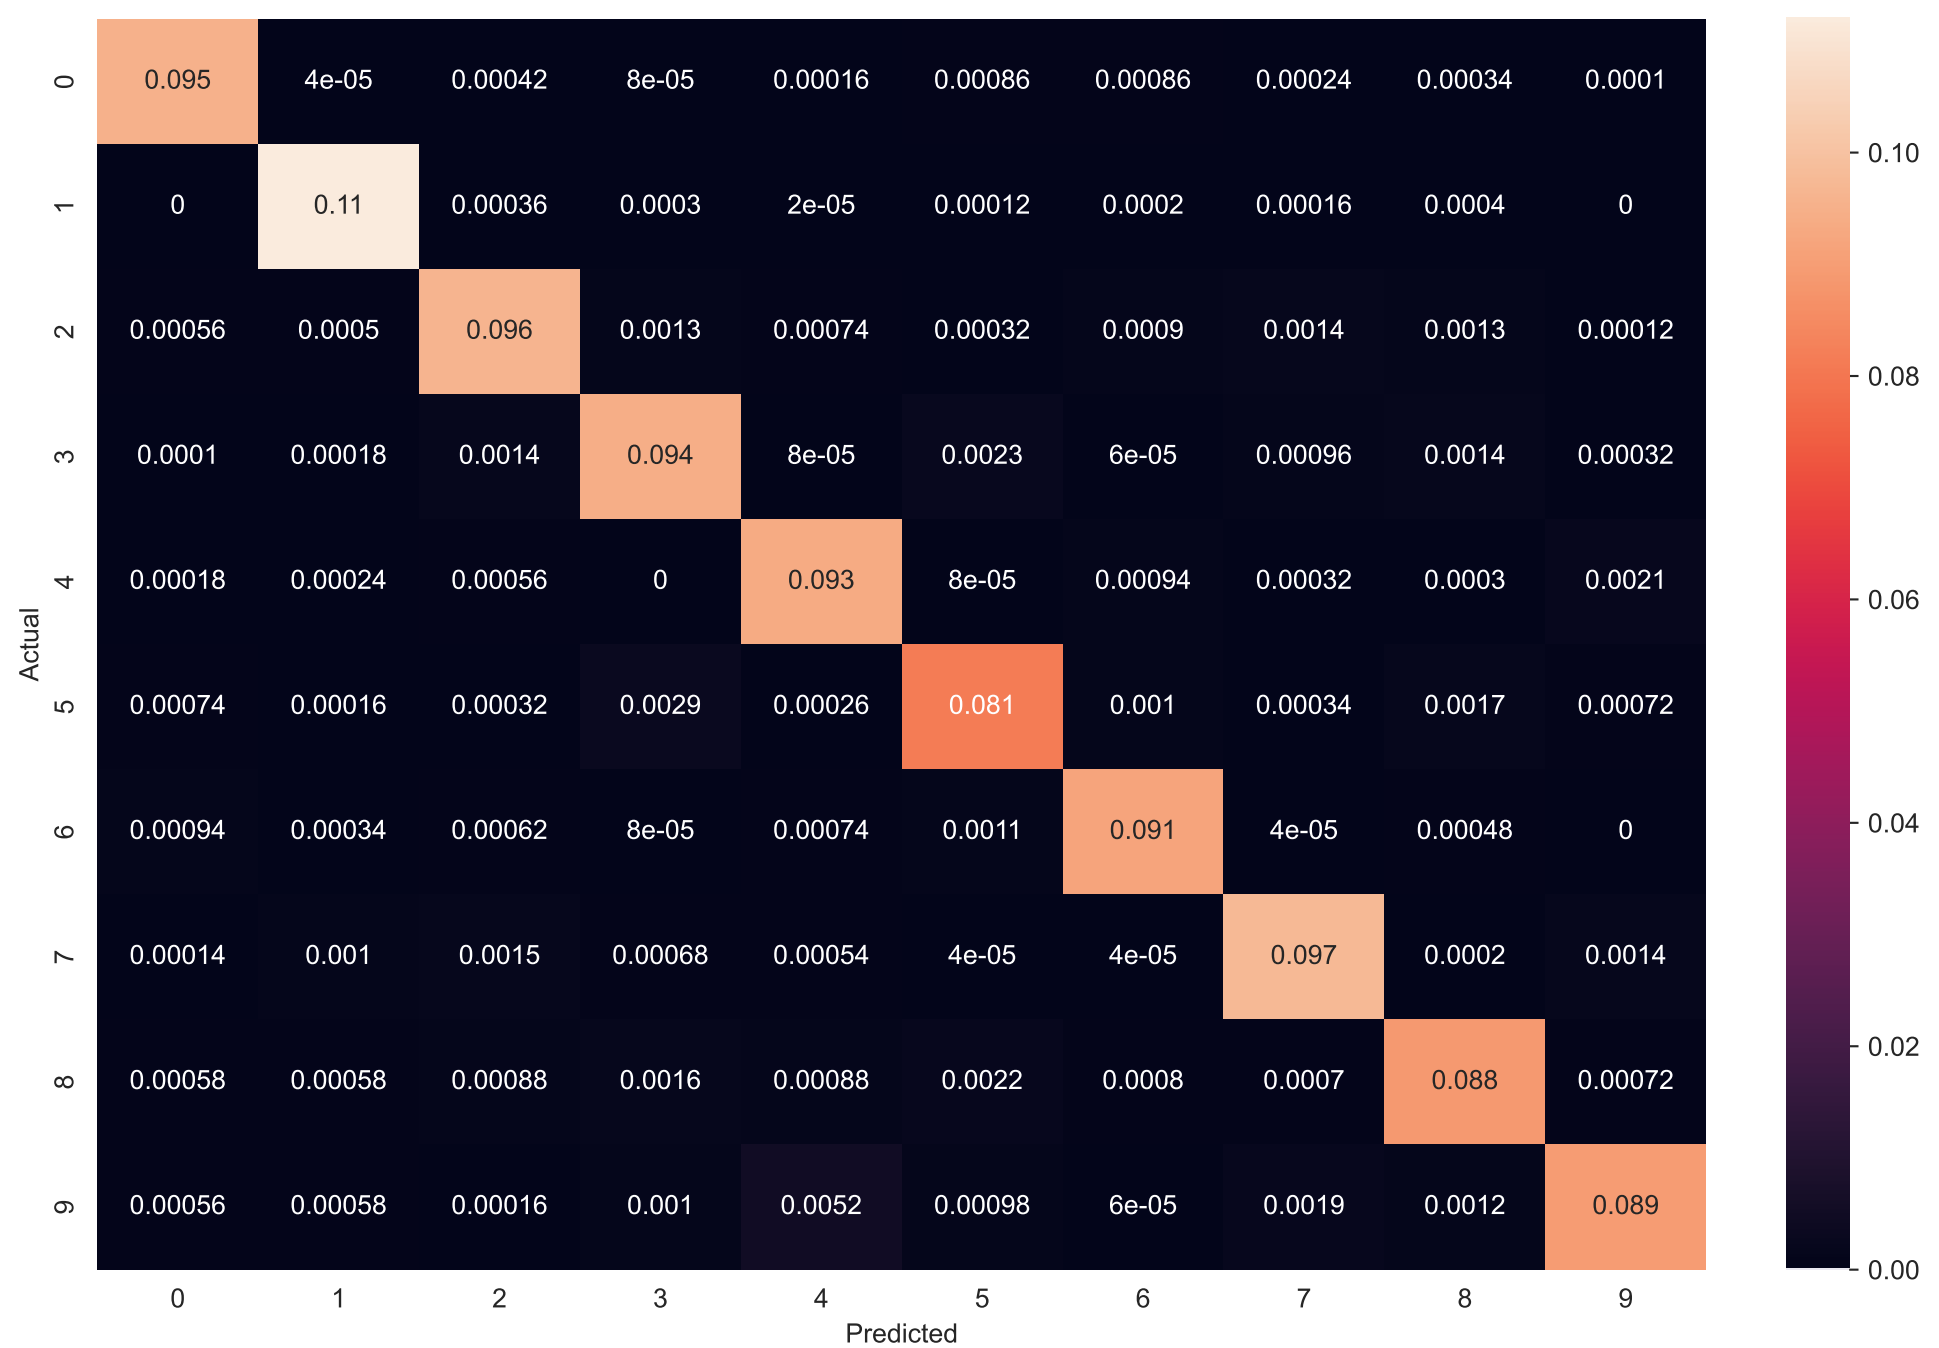 0 0.095 4e-05 0.00042 8e-05 0.00016 0.00086 0.00086 0.00024 0.00034 0.0001
1 0 0.11 0.00036 0.0003 2e-05 0.00012 0.0002 0.00016 0.0004 0
2 0.00056 0.0005 0.096 0.0013 0.00074 0.00032 0.0009 0.0014 0.0013 0.00012
3 0.0001 0.00018 0.0014 0.094 8e-05 0.0023 6e-05 0.00096 0.0014 0.00032
4 0.00018 0.00024 0.00056 0 0.093 8e-05 0.00094 0.00032 0.0003 0.0021
5 0.00074 0.00016 0.00032 0.0029 0.00026 0.081 0.001 0.00034 0.0017 0.00072
6 0.00094 0.00034 0.00062 8e-05 0.00074 0.0011 0.091 4e-05 0.00048 0
7 0.00014 0.001 0.0015 0.00068 0.00054 4e-05 4e-05 0.097 0.0002 0.0014
8 0.00058 0.00058 0.00088 0.0016 0.00088 0.0022 0.0008 0.0007 0.088 0.00072
9 0.00056 0.00058 0.00016 0.001 0.0052 0.00098 6e-05 0.0019 0.0012 0.089
0 1 2 3 4 5 6 7 8 9
Predicted
Actual
0.10
0.08
0.06
0.04
0.02
0.00